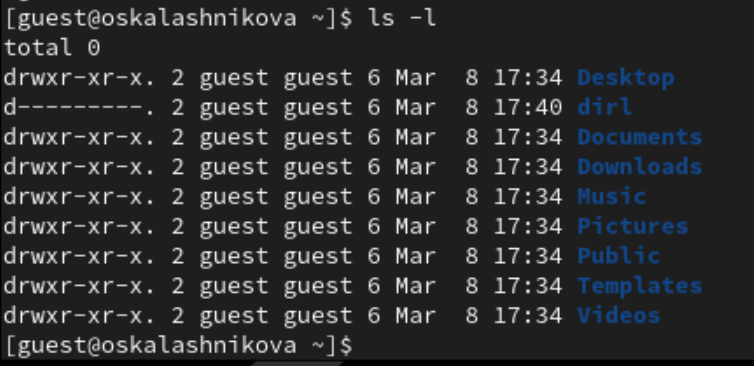 [guest@oskalashnikova ~]$ ls -l
total 0
drwxr-xr-x. 2 guest guest 6 Mar  8 17:34 Desktop
d---------. 2 guest guest 6 Mar  8 17:40 dirl
drwxr-xr-x. 2 guest guest 6 Mar  8 17:34 Documents
drwxr-xr-x. 2 guest guest 6 Mar  8 17:34 Downloads
drwxr-xr-x. 2 guest guest 6 Mar  8 17:34 Music
drwxr-xr-x. 2 guest guest 6 Mar  8 17:34 Pictures
drwxr-xr-x. 2 guest guest 6 Mar  8 17:34 Public
drwxr-xr-x. 2 guest guest 6 Mar  8 17:34 Templates
drwxr-xr-x. 2 guest guest 6 Mar  8 17:34 Videos
[guest@oskalashnikova ~]$